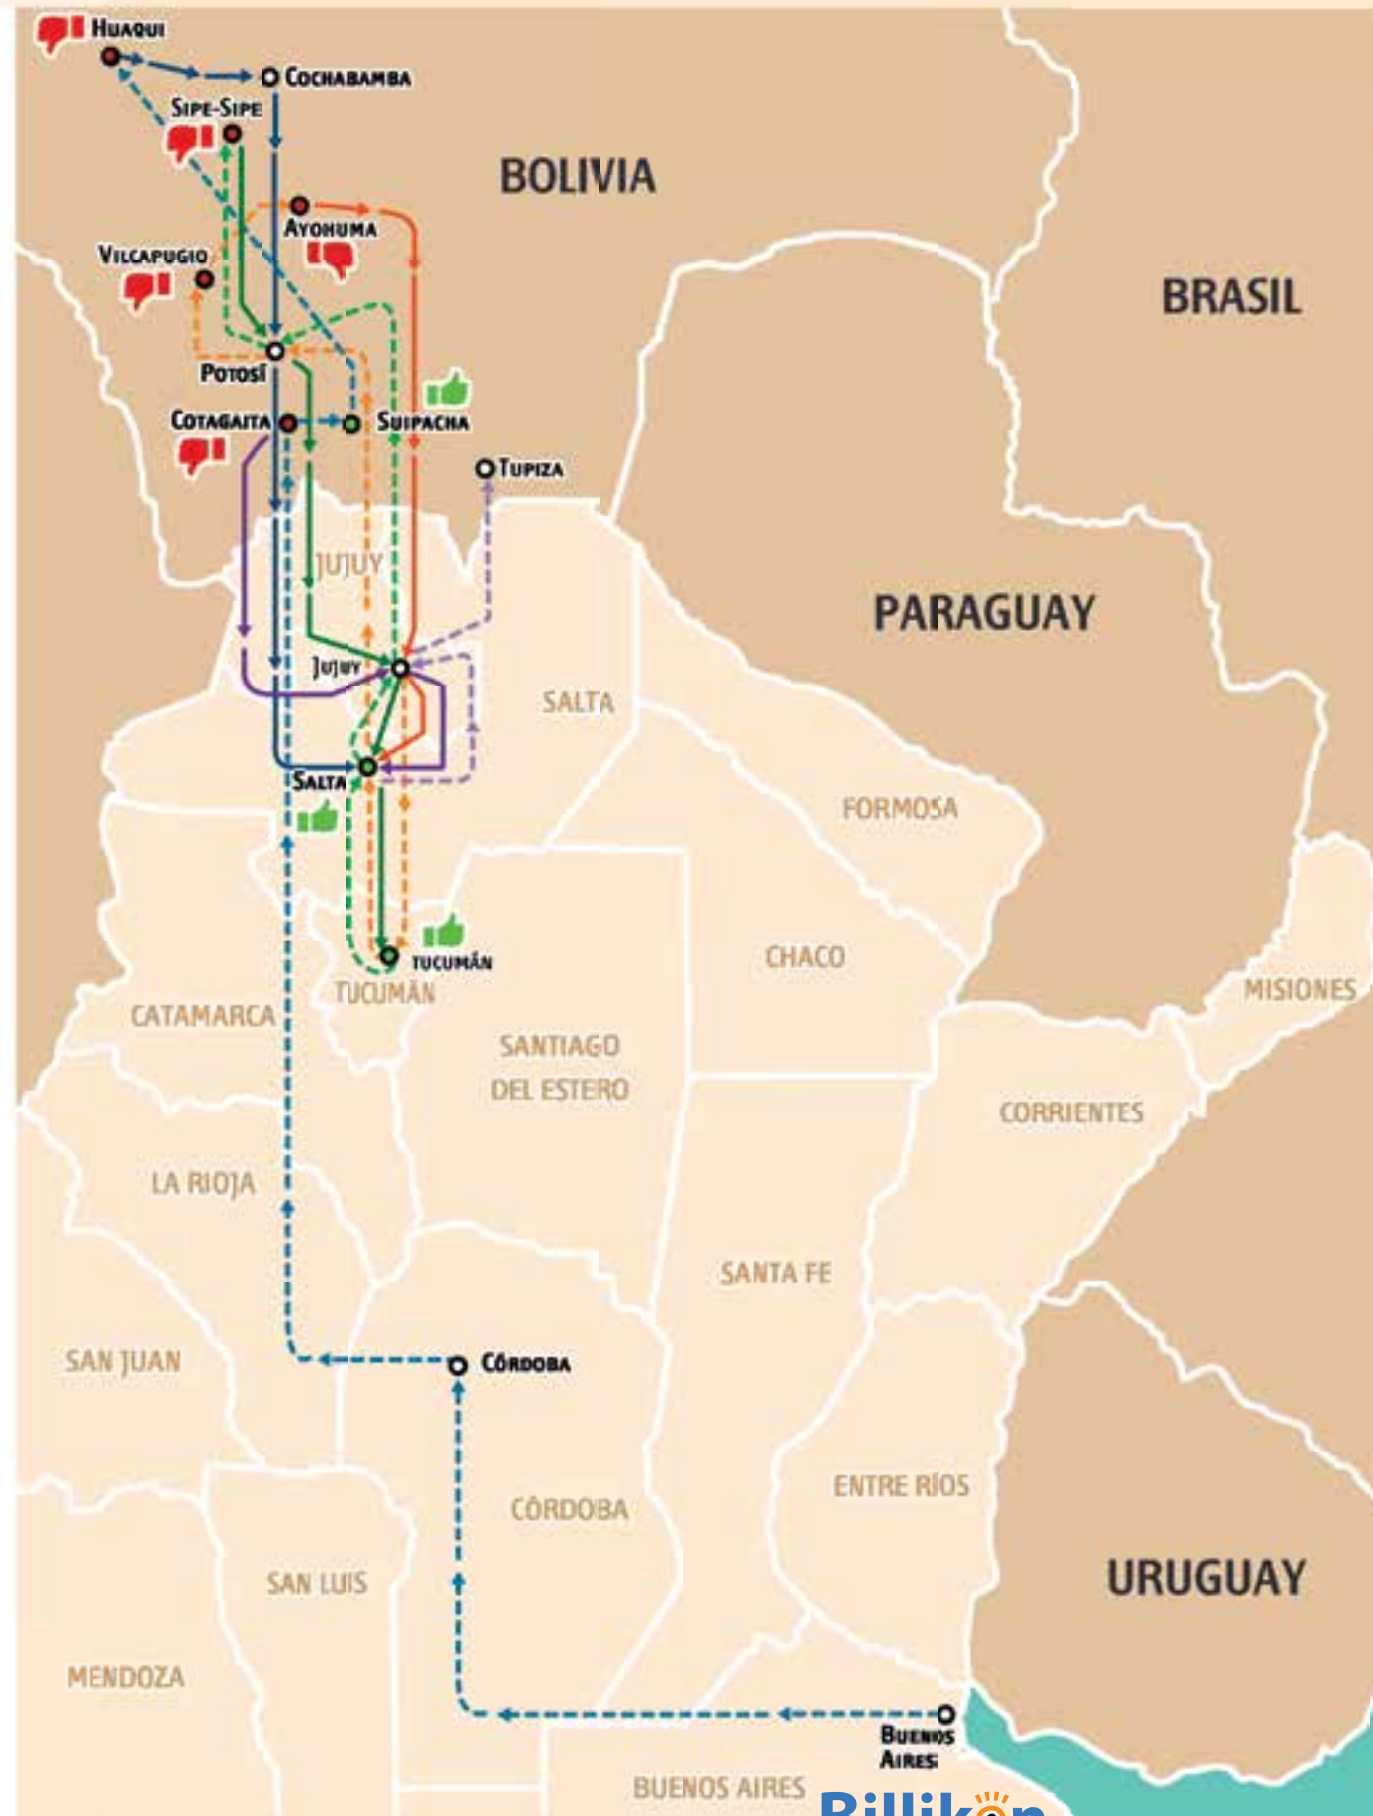 HUAQUI
COCHABAMBA
SIPE-SIPE
BOLIVIA
AYOHUMA
VILCAPUGIO
BRASIL
POTOSÍ
COTAGAITA
SUIPACHA
TUPIZA
JUJUY
PARAGUAY
JUJUY
SALTA
SALTA
FORMOSA
TUCUMÁN
CHACO
TUCUMÁN
MISIONES
CATAMARCA
SANTIAGO
DEL ESTERO
CORRIENTES
LA RIOJA
SANTA FE
SAN JUAN
CÓRDOBA
ENTRE RÍOS
CÓRDOBA
SAN LUIS
URUGUAY
MENDOZA
BUENOS
AIRES
BUENOS AIRES
Billiken